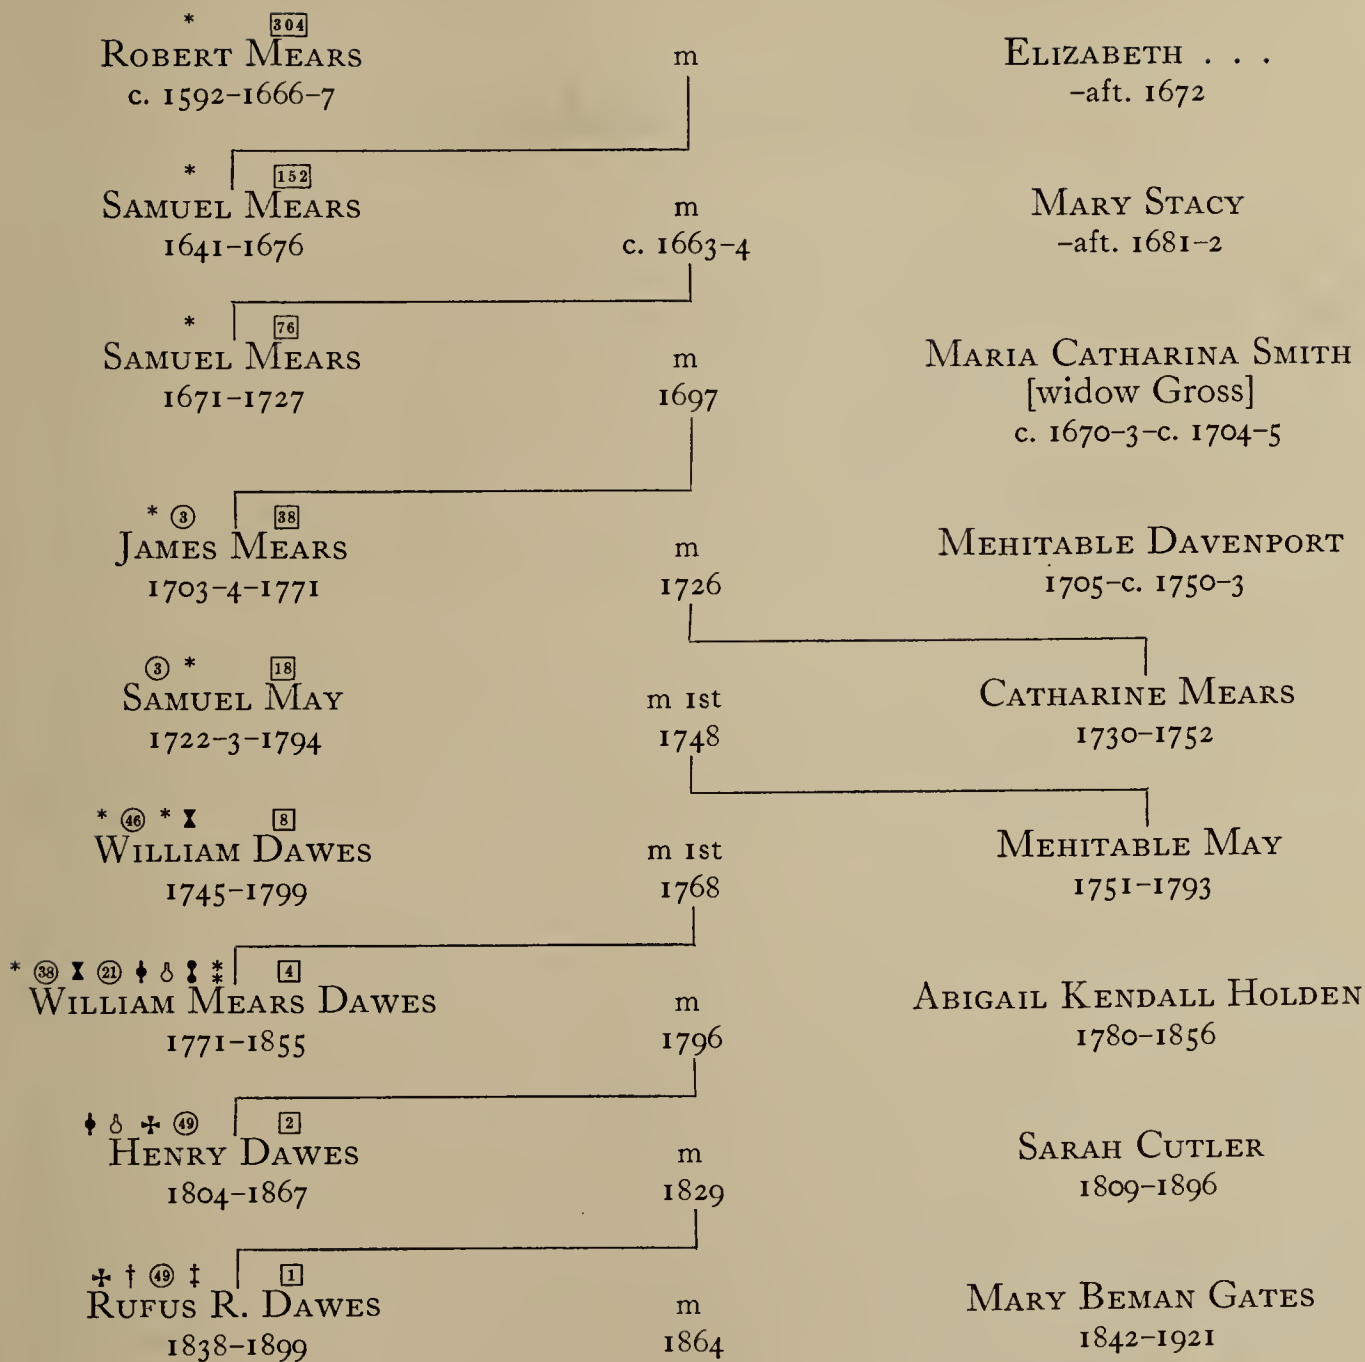 * 304
ROBERT MEARS m ELIZABETH . . .
c. 1592–1666–7 –aft. 1672
* 152
SAMUEL MEARS m MARY STACY
1641–1676 c. 1663–4 –aft. 1681–2
* 76
SAMUEL MEARS m MARIA CATHARINA SMITH
[widow Gross]
1671–1727 1697
c. 1670–3–c. 1704–5
* ③ 38
JAMES MEARS m MEHITABLE DAVENPORT
1703–4–1771 1726 1705–c. 1750–3
③ * 18
SAMUEL MAY m 1st CATHARINE MEARS
1722–3–1794 1748 1730–1752
* ㊻ * ⧗ 8
WILLIAM DAWES m 1st MEHITABLE MAY
1745–1799 1768 1751–1793
* ㊳ ⧗ ㉑ ⁑ 4
WILLIAM MEARS DAWES m ABIGAIL KENDALL HOLDEN
1771–1855 1796 1780–1856
✢ ㊾ 2
HENRY DAWES m SARAH CUTLER
1804–1867 1829 1809–1896
✢ † ㊾ ‡ 1
RUFUS R. DAWES m MARY BEMAN GATES
1838–1899 1864 1842–1921